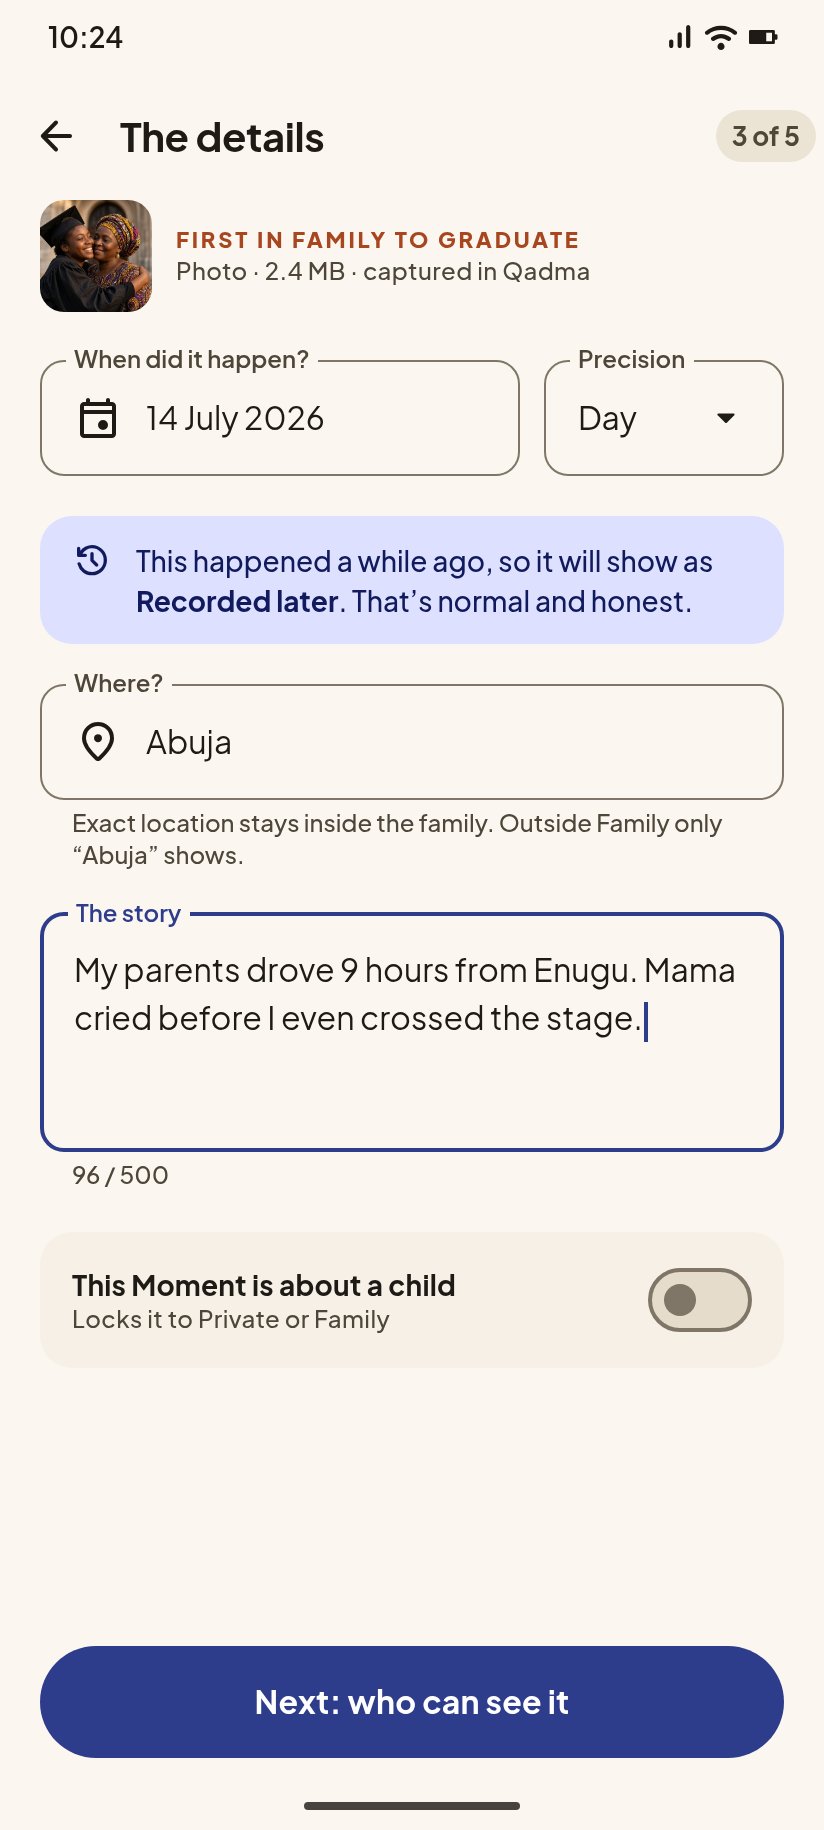 10:24
The details
3 of 5
FIRST IN FAMILY TO GRADUATE
Photo · 2.4 MB · captured in Qadma
When did it happen?
Precision
14 July 2026
Day
This happened a while ago, so it will show as
Recorded later. That’s normal and honest.
Where?
Abuja
Exact location stays inside the family. Outside Family only
“Abuja” shows.
The story
My parents drove 9 hours from Enugu. Mama
cried before I even crossed the stage.
96 / 500
This Moment is about a child
Locks it to Private or Family
Next: who can see it